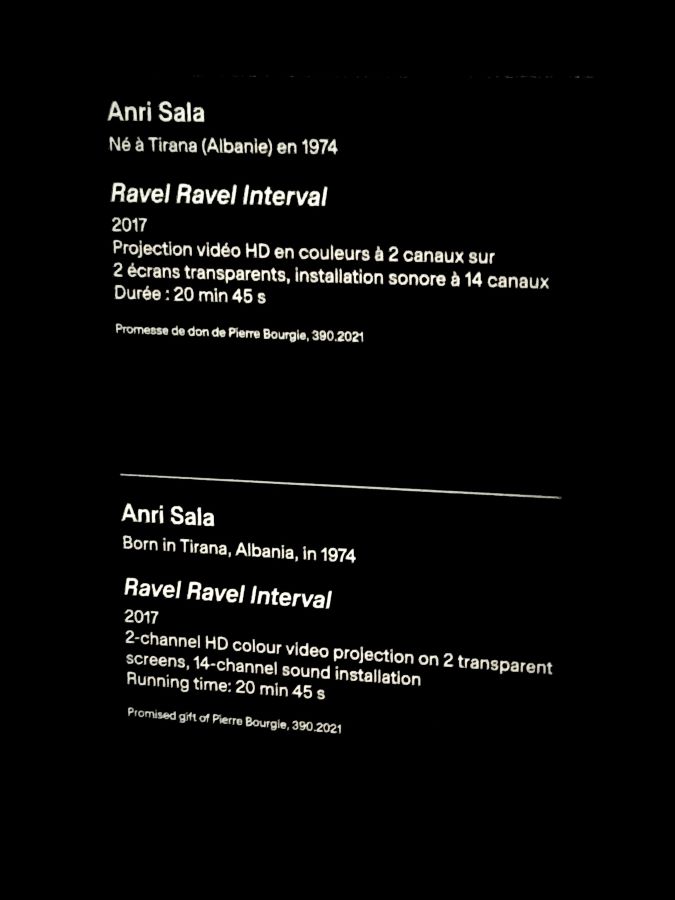 Anri Sala
Né à Tirana (Albanie) en 1974
Ravel Ravel Interval
2017
Projection vidéo HD en couleurs à 2 canaux sur
2 écrans transparents, installation sonore à 14 canaux
Durée : 20 min 45 s
Promesse de don de Pierre Bourgie, 390.2021
Anri Sala
Born in Tirana, Albania, in 1974
Ravel Ravel Interval
2017
2-channel HD colour video projection on 2 transparent
screens, 14-channel sound installation
Running time: 20 min 45 s
Promised gift of Pierre Bourgie, 390.2021